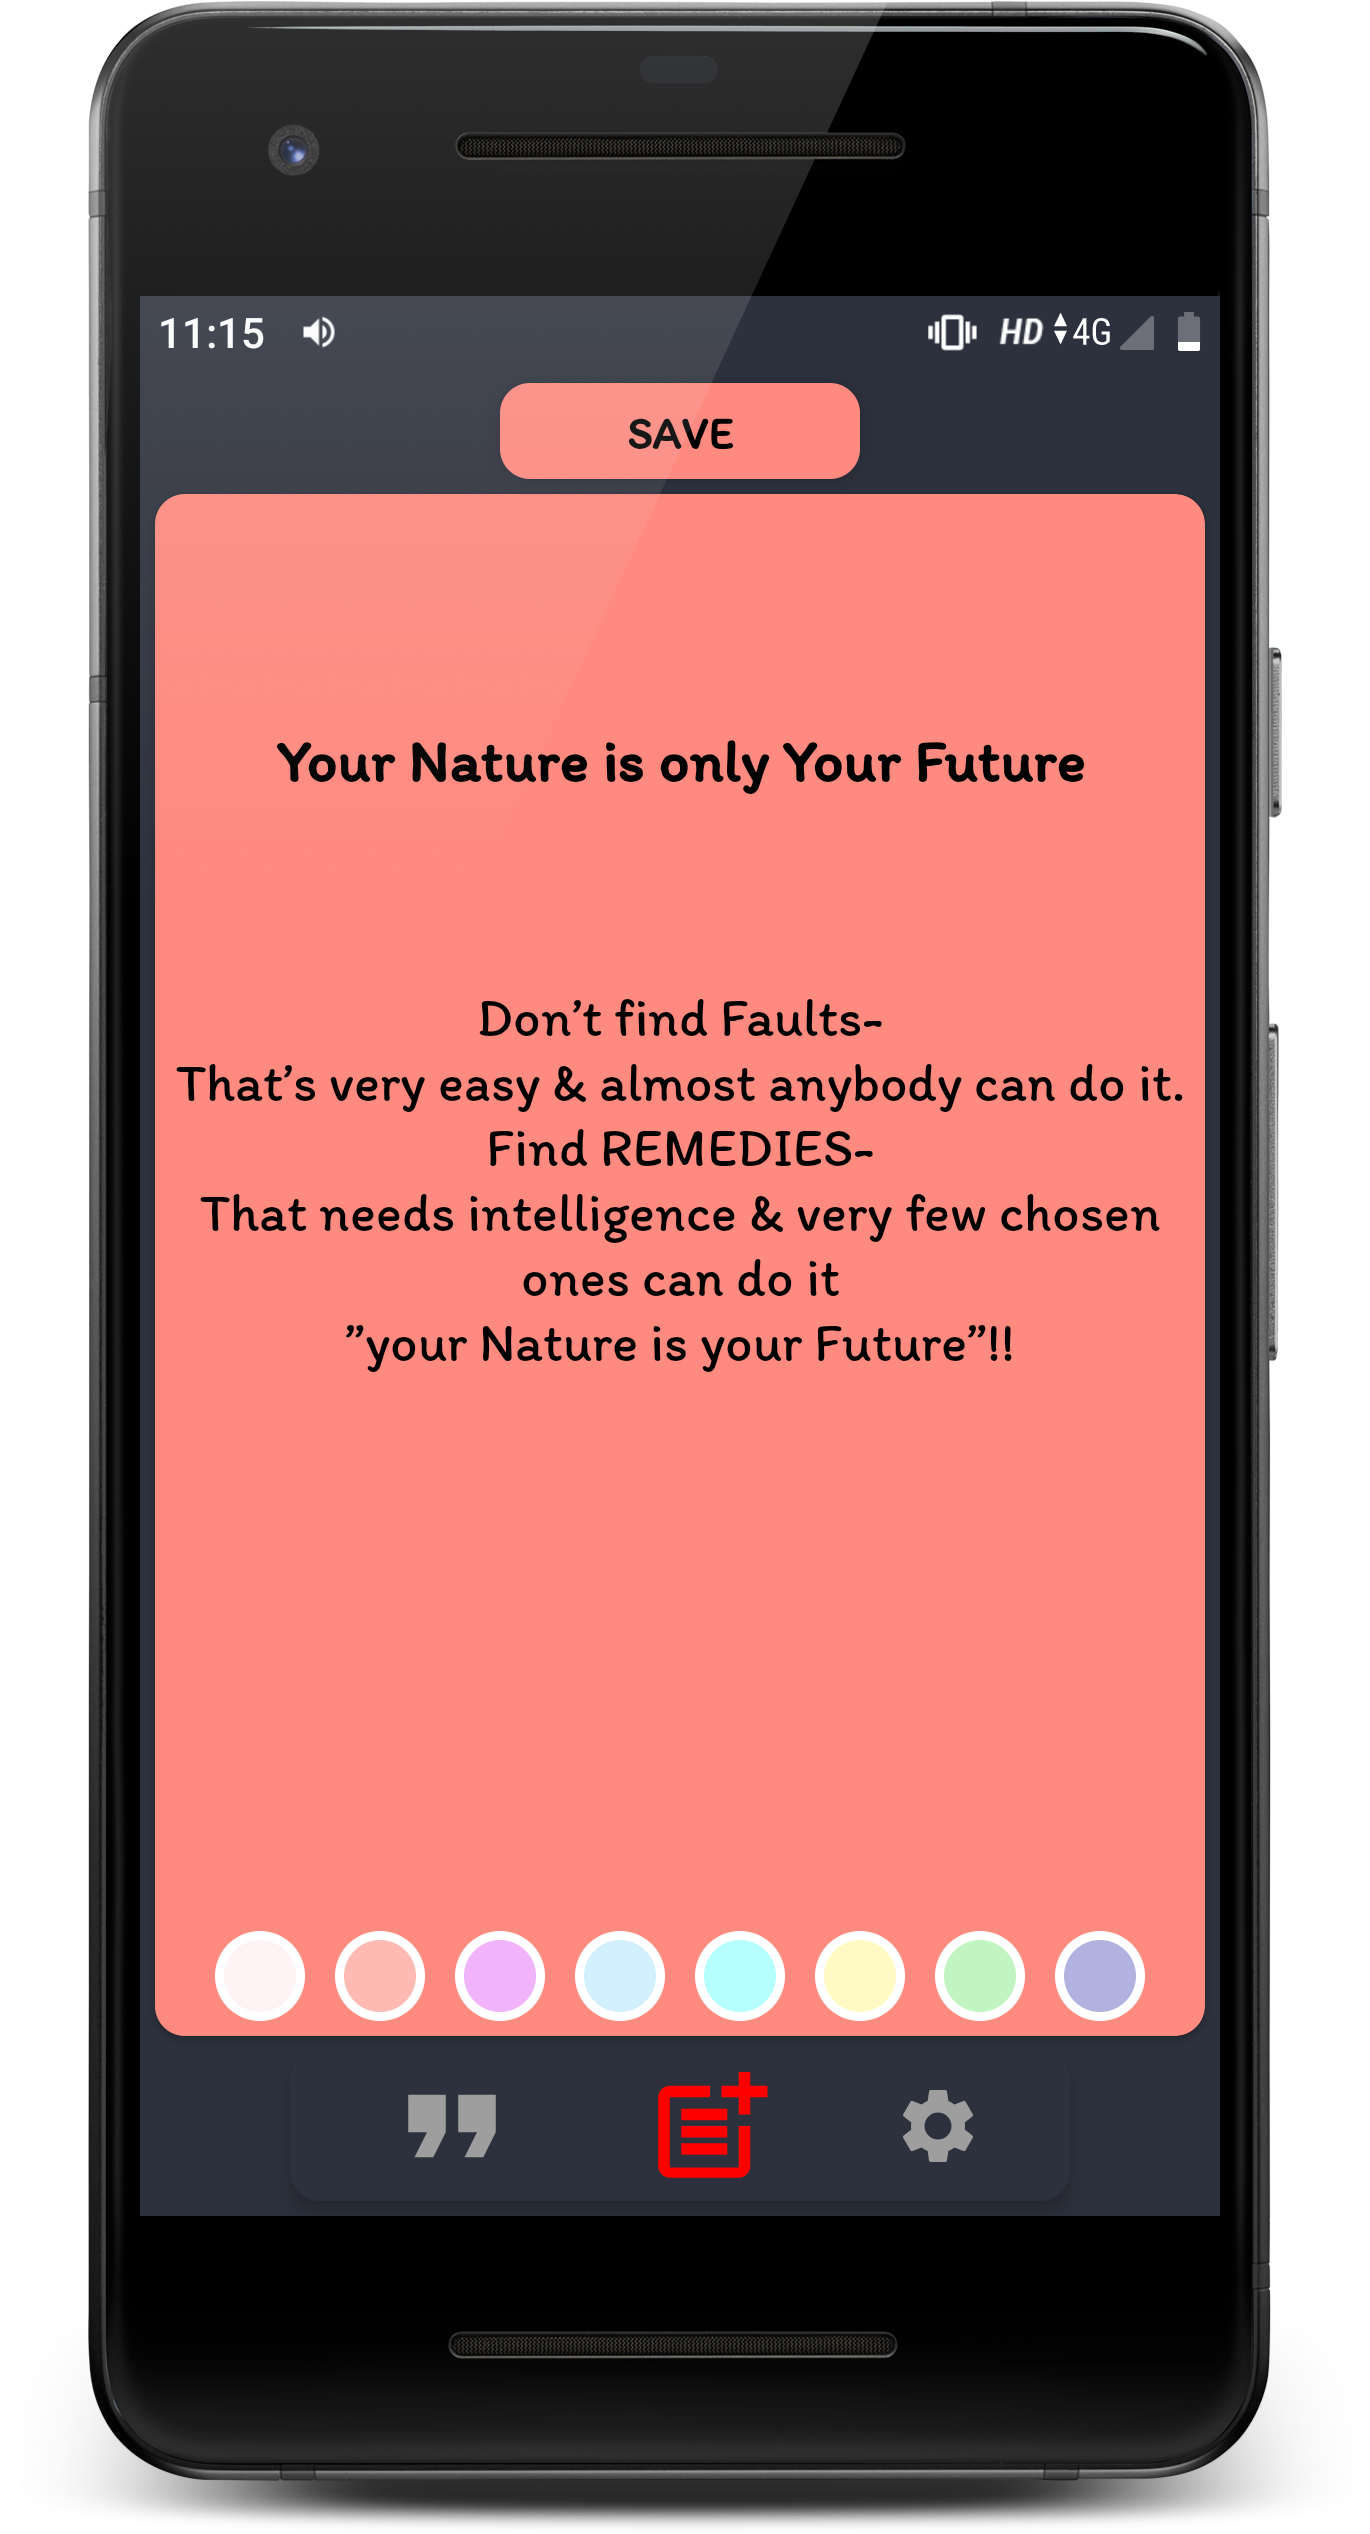 11:15
HD 4G
SAVE
Your Nature is only Your Future
Don’t find Faults-
That’s very easy & almost anybody can do it.
Find REMEDIES-
That needs intelligence & very few chosen
ones can do it
”your Nature is your Future”!!